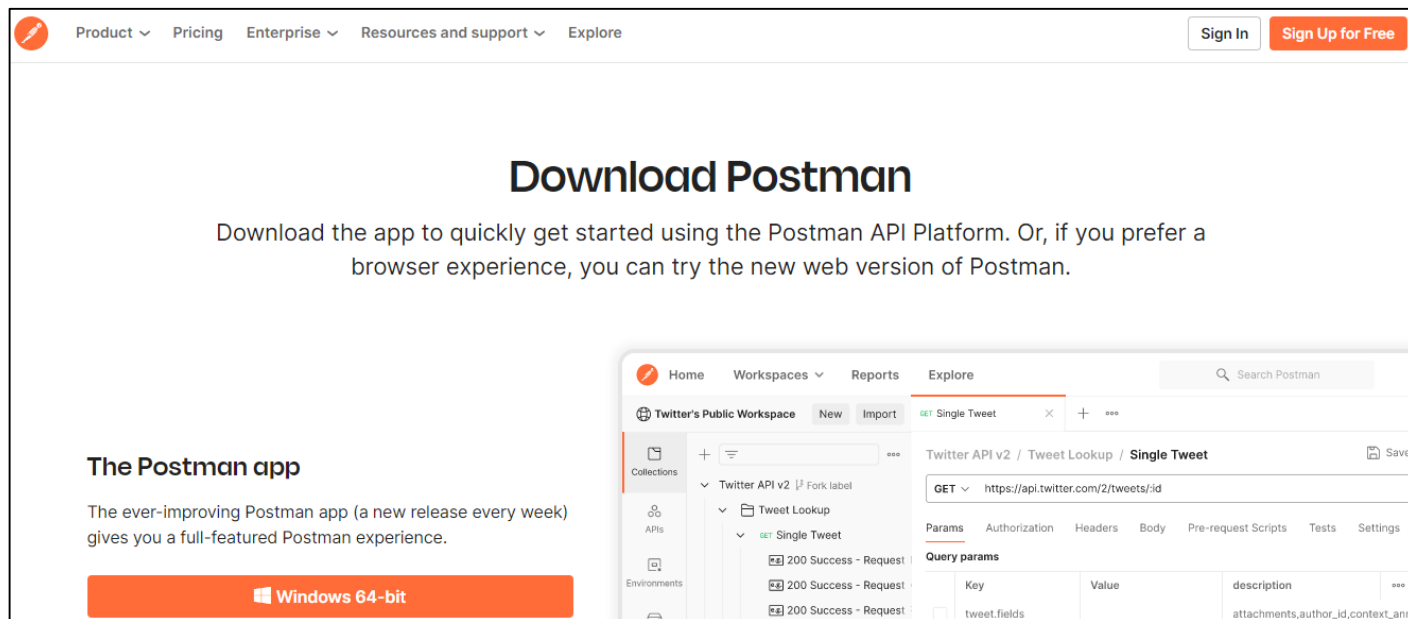 Product Pricing Enterprise Resources and support Explore Sign In Sign Up for Free
Download Postman
Download the app to quickly get started using the Postman API Platform. Or, if you prefer a
browser experience, you can try the new web version of Postman.
The Postman app
The ever-improving Postman app (a new release every week)
gives you a full-featured Postman experience.
Windows 64-bit
Home Workspaces Reports Explore Search Postman
Twitter's Public Workspace New Import GET Single Tweet
Collections
APIs
Environments
Twitter API v2 Fork label
Tweet Lookup
GET Single Tweet
e.g. 200 Success - Request
e.g. 200 Success - Request
e.g. 200 Success - Request
Twitter API v2 / Tweet Lookup / Single Tweet Save
GET https://api.twitter.com/2/tweets/:id
Params Authorization Headers Body Pre-request Scripts Tests Settings
Query params
Key Value description
tweet.fields attachments,author_id,context_ann